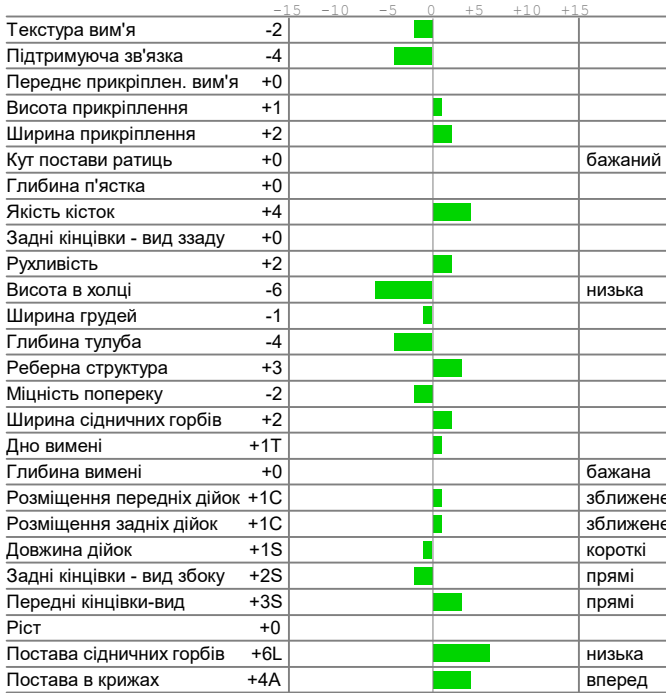 -15 -10 -5 0 +5 +10 +15
Текстура вим'я -2
Підтримуюча зв'язка -4
Переднє прикріплен. вим'я +0
Висота прикріплення +1
Ширина прикріплення +2
Кут постави ратиць +0 бажаний
Глибина п'ястка +0
Якість кісток +4
Задні кінцівки - вид ззаду +0
Рухливість +2
Висота в холці -6 низька
Ширина грудей -1
Глибина тулуба -4
Реберна структура +3
Міцність попереку -2
Ширина сідничних горбів +2
Дно вимені +1T
Глибина вимені +0 бажана
Розміщення передніх дійок +1C зближене
Розміщення задніх дійок +1C зближене
Довжина дійок +1S короткі
Задні кінцівки - вид збоку +2S прямі
Передні кінцівки-вид +3S прямі
Ріст +0
Постава сідничних горбів +6L низька
Постава в крижах +4A вперед